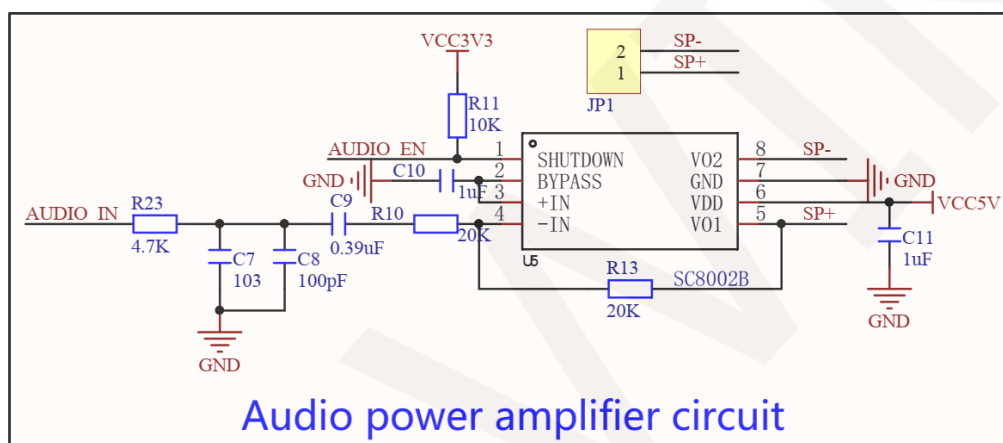 VCC3V3
SP-
2
SP+
1
JP1
R11
10K
AUDIO_EN
1
SHUTDOWN
VO2
8
SP-
C10
2
BYPASS
GND
7
GND
GND
1uF
3
+IN
VDD
6
VCC5V
AUDIO_IN
R23
C9
R10
4
-IN
VO1
5
SP+
4.7K
0.39uF
20K
C7
C8
U5
C11
103
100pF
R13
SC8002B
1uF
20K
GND
GND
Audio power amplifier circuit